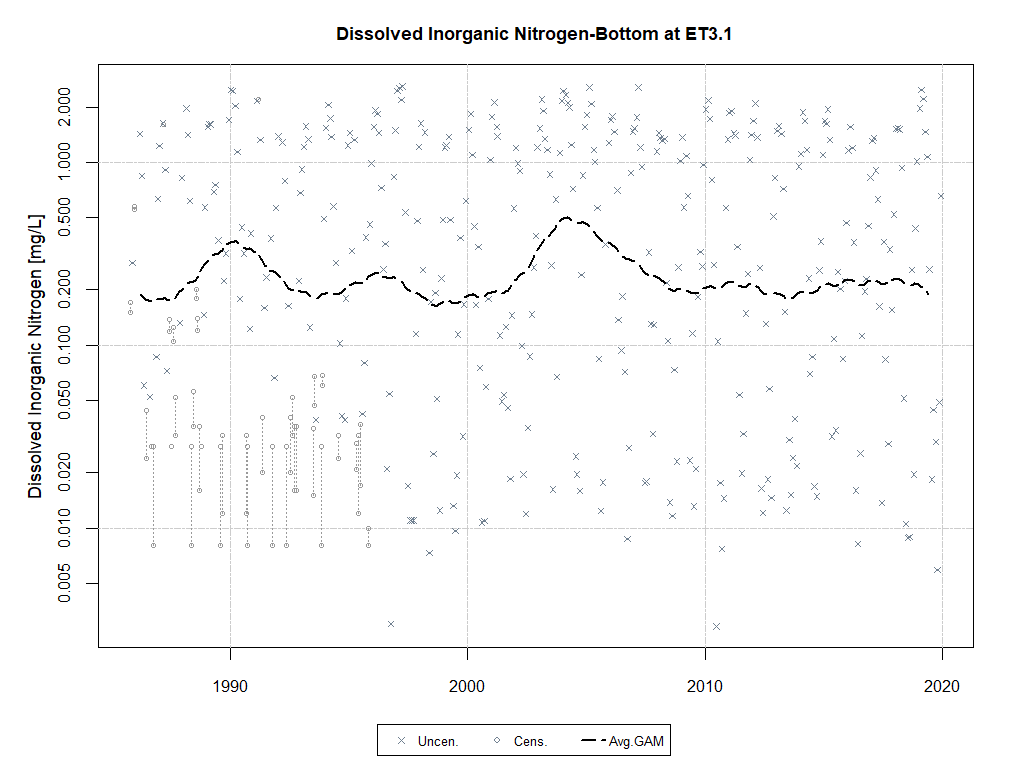 Dissolved Inorganic Nitrogen-Bottom at ET3.1
Dissolved Inorganic Nitrogen [mg/L]
2.000
1.000
0.500
0.200
0.100
0.050
0.020
0.010
0.005
1990 2000 2010 2020
Uncen. Cens. Avg.GAM